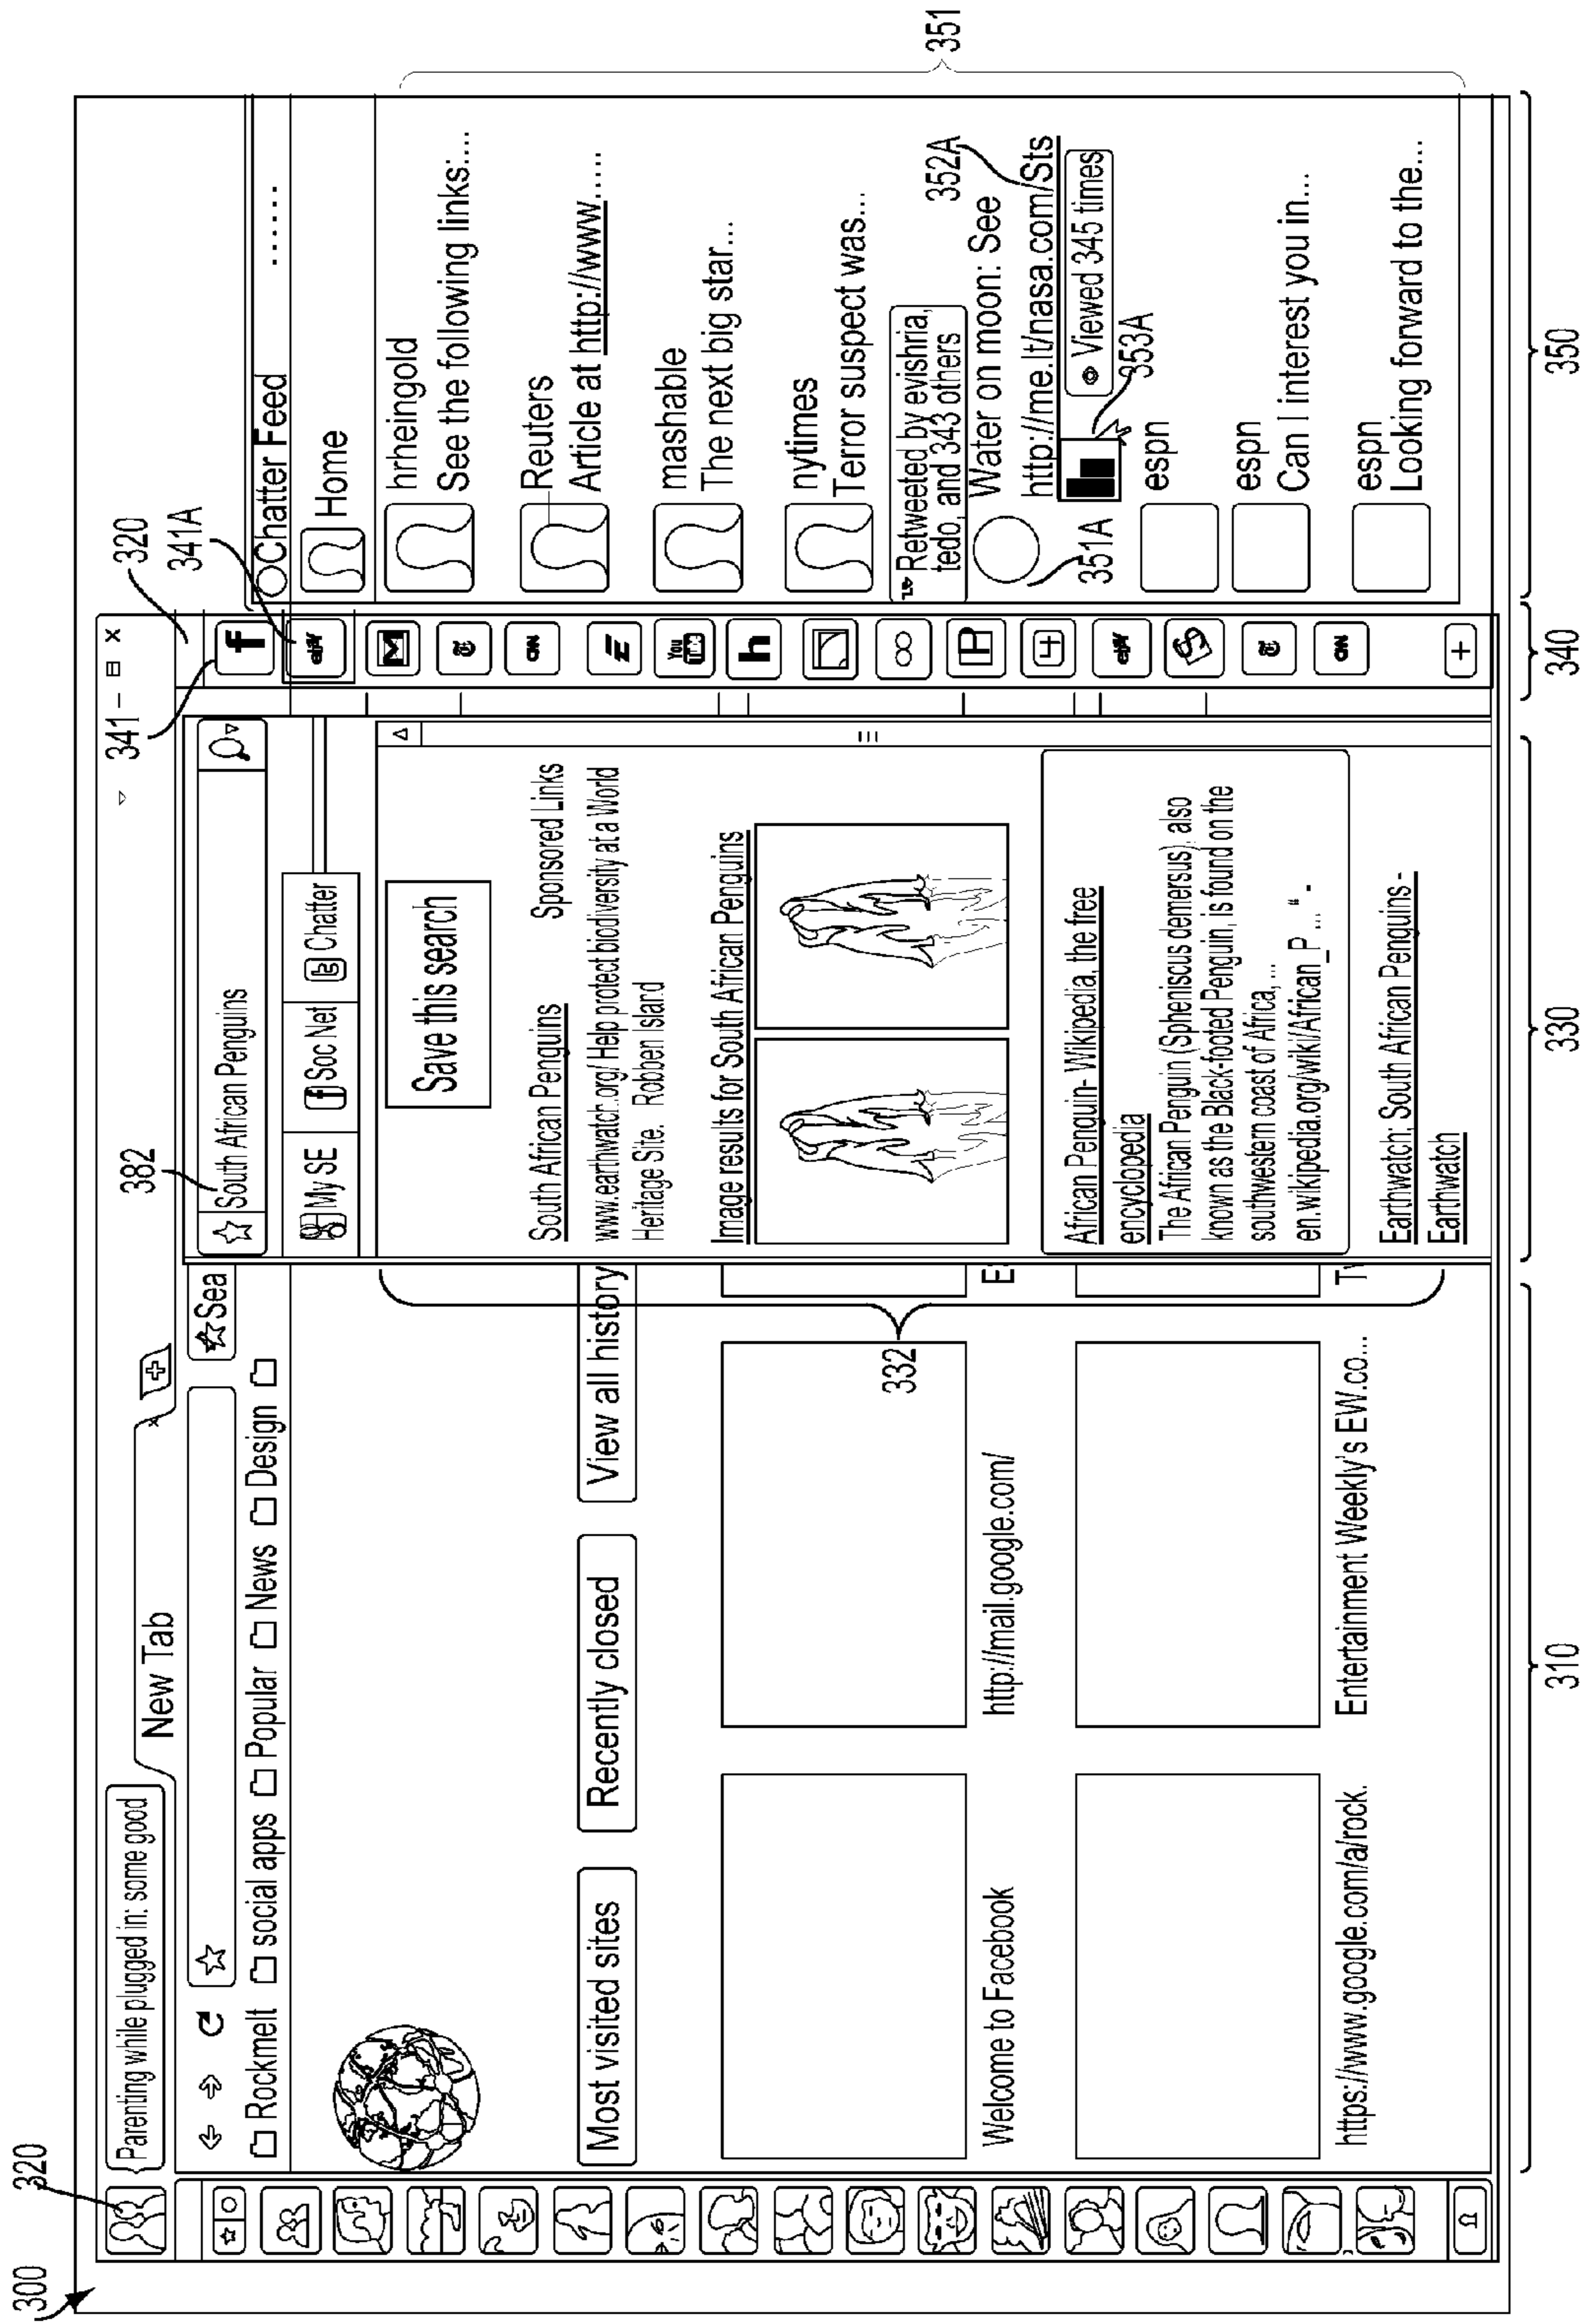 300
320
Parenting while plugged in: some good
New Tab
Rockmelt
social apps
Popular
News
Design
Sea
Most visited sites
Recently closed
View all history
Welcome to Facebook
http://mail.google.com/
E
https://www.google.com/a/rock.
Entertainment Weekly's EW.co...
332
310
382
South African Penguins
My SE
f Soc Net
Chatter
Save this search
South African Penguins
Sponsored Links
www.earthwatch.org/ Help protect biodiversity at a World
Heritage Site. Robben Island
Image results for South African Penguins
African Penguin- Wikipedia, the free
encyclopedia
The African Penguin (Spheniscus demersus), also
known as the Black-footed Penguin, is found on the
southwestern coast of Africa, ...
en.wikipedia.org/wiki/African_P ... “ -
Earthwatch: South African Penguins -
Earthwatch
330
341
320
341A
f
M
CNN
You
h
P
4
CNN
+
340
Chatter Feed
......
Home
hrheingold
See the following links:...
Reuters
Article at http://www.....
mashable
The next big star...
nytimes
Terror suspect was...
Retweeted by evishria,
tedo, and 343 others
Water on moon: See
http://me.lt/nasa.com/Sts
Viewed 345 times
351A
352A
353A
espn
espn
Can I interest you in...
espn
Looking forward to the...
351
350